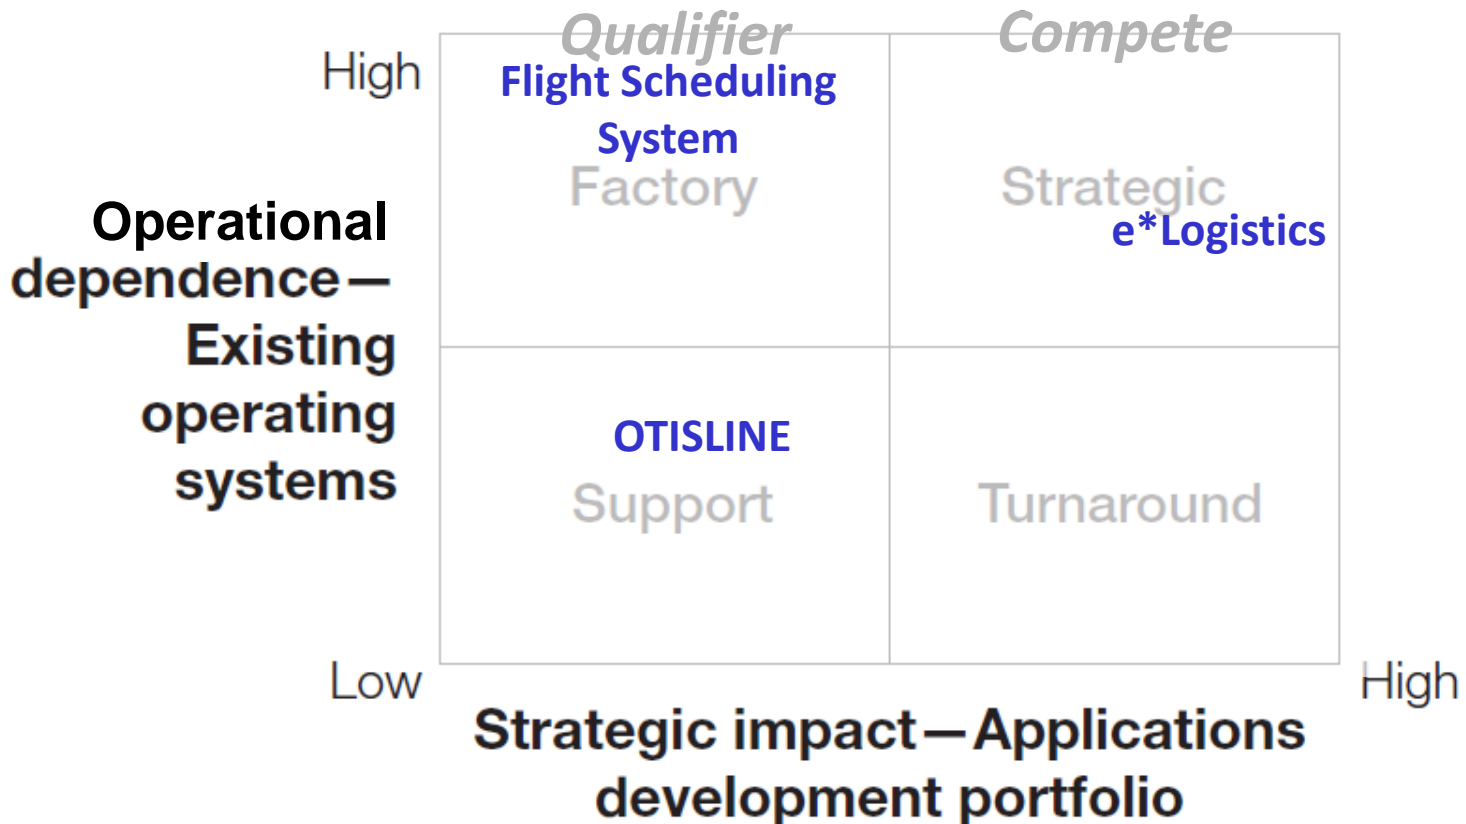 Qualifier
Compete
High
Flight Scheduling
System
Factory
Strategic
e*Logistics
Operational
dependence—
Existing
operating
systems
OTISLINE
Support
Turnaround
Low
High
Strategic impact—Applications
development portfolio